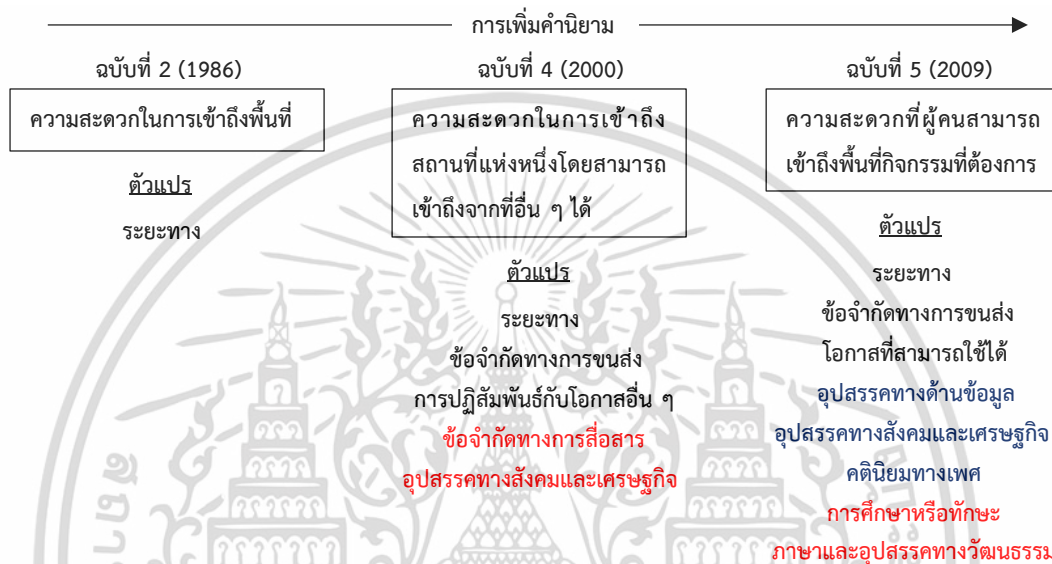 การเพิ่มคำนิยาม
ฉบับที่ 2 (1986)
ความสะดวกในการเข้าถึงพื้นที่
ตัวแปร
ระยะทาง
ฉบับที่ 4 (2000)
ความสะดวกในการเข้าถึง
สถานที่แห่งหนึ่งโดยสามารถ
เข้าถึงจากที่อื่น ๆ ได้
ตัวแปร
ระยะทาง
ข้อจำกัดทางการขนส่ง
การปฏิสัมพันธ์กับโอกาสอื่น ๆ
ข้อจำกัดทางการสื่อสาร
อุปสรรคทางสังคมและเศรษฐกิจ
ฉบับที่ 5 (2009)
ความสะดวกที่ผู้คนสามารถ
เข้าถึงพื้นที่กิจกรรมที่ต้องการ
ตัวแปร
ระยะทาง
ข้อจำกัดทางการขนส่ง
โอกาสที่สามารถใช้ได้
อุปสรรคทางด้านข้อมูล
อุปสรรคทางสังคมและเศรษฐกิจ
คตินิยมทางเพศ
การศึกษาหรือทักษะ
ภาษาและอุปสรรคทางวัฒนธรรม